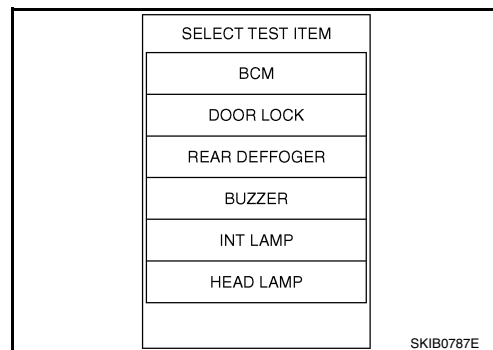 SELECT TEST ITEM
BCM
DOOR LOCK
REAR DEFFOGER
BUZZER
INT LAMP
HEAD LAMP
SKIB0787E